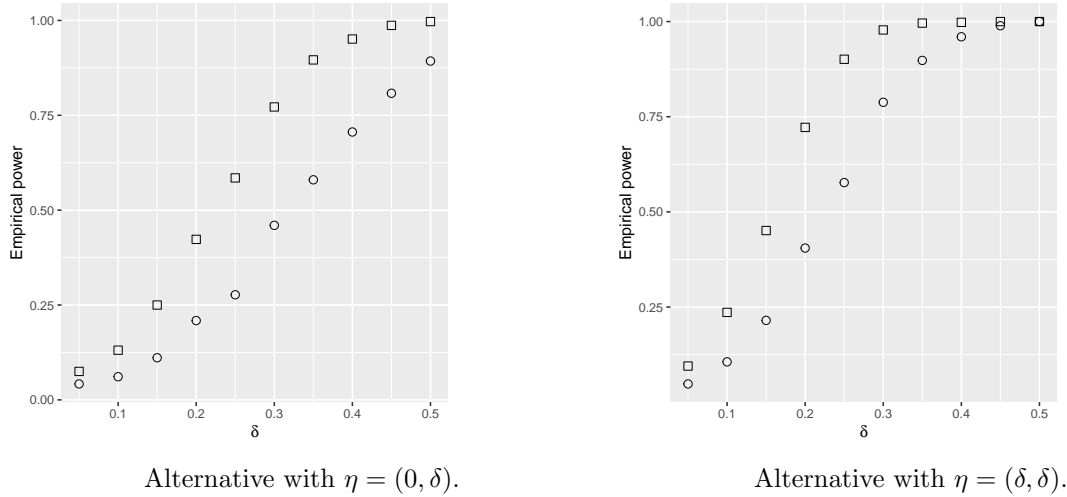 1.00
0.75
0.50
0.25
0.00
Empirical power
0.1 0.2 0.3 0.4 0.5
δ
Alternative with η = (0, δ).
1.00
0.75
0.50
0.25
Empirical power
0.1 0.2 0.3 0.4 0.5
δ
Alternative with η = (δ, δ).